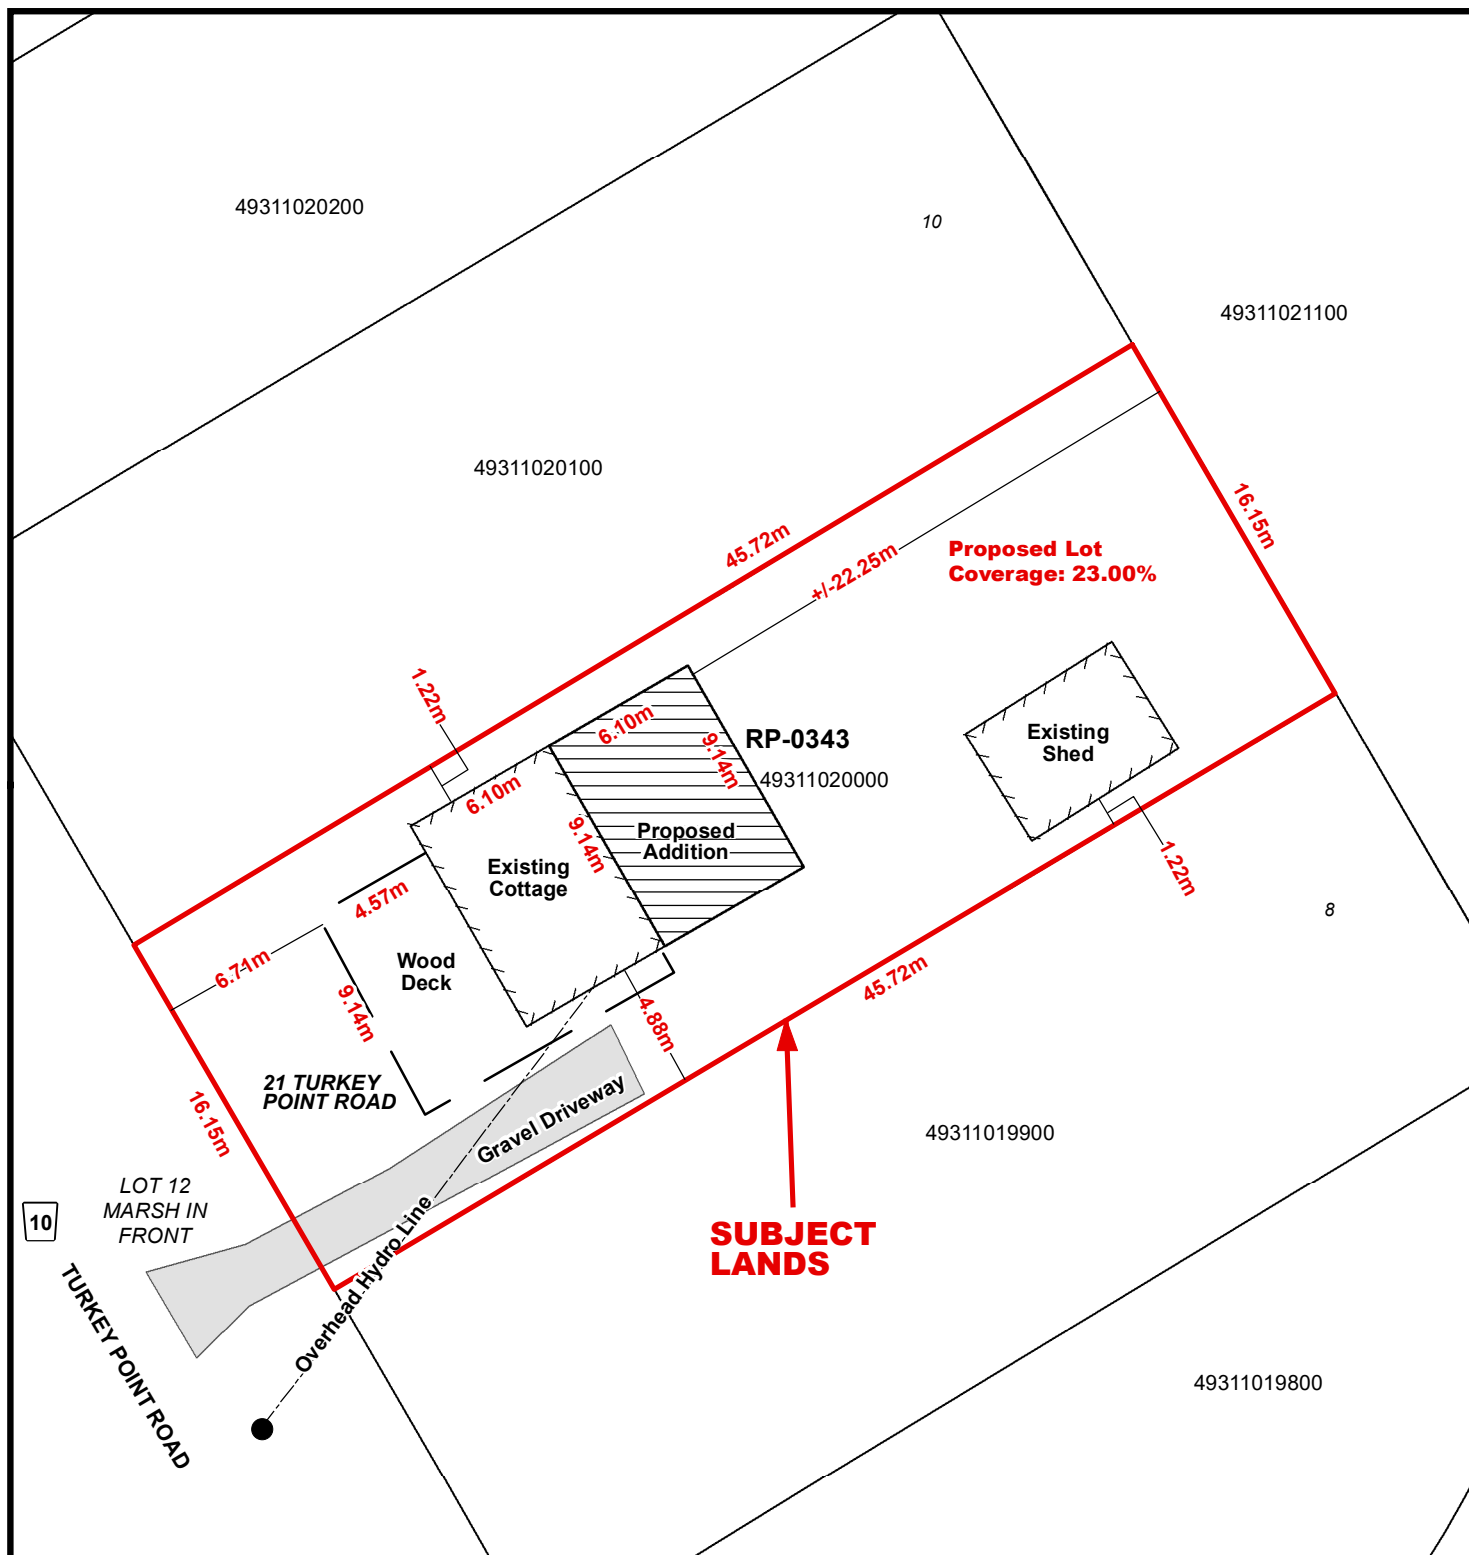 49311020200
10
49311021100
49311020100
45.72m
16.15m
+/-22.25m
Proposed Lot
Coverage: 23.00%
1.22m
6.10m
RP-0343
9.14m
49311020000
Existing
Shed
6.10m
9.14m
Proposed
Addition
Existing
Cottage
1.22m
4.57m
8
Wood
Deck
6.71m
45.72m
9.14m
4.88m
21 TURKEY
POINT ROAD
16.15m
Gravel Driveway
49311019900
LOT 12
MARSH IN
FRONT
10
SUBJECT
LANDS
Overhead Hydro Line
TURKEY POINT ROAD
49311019800